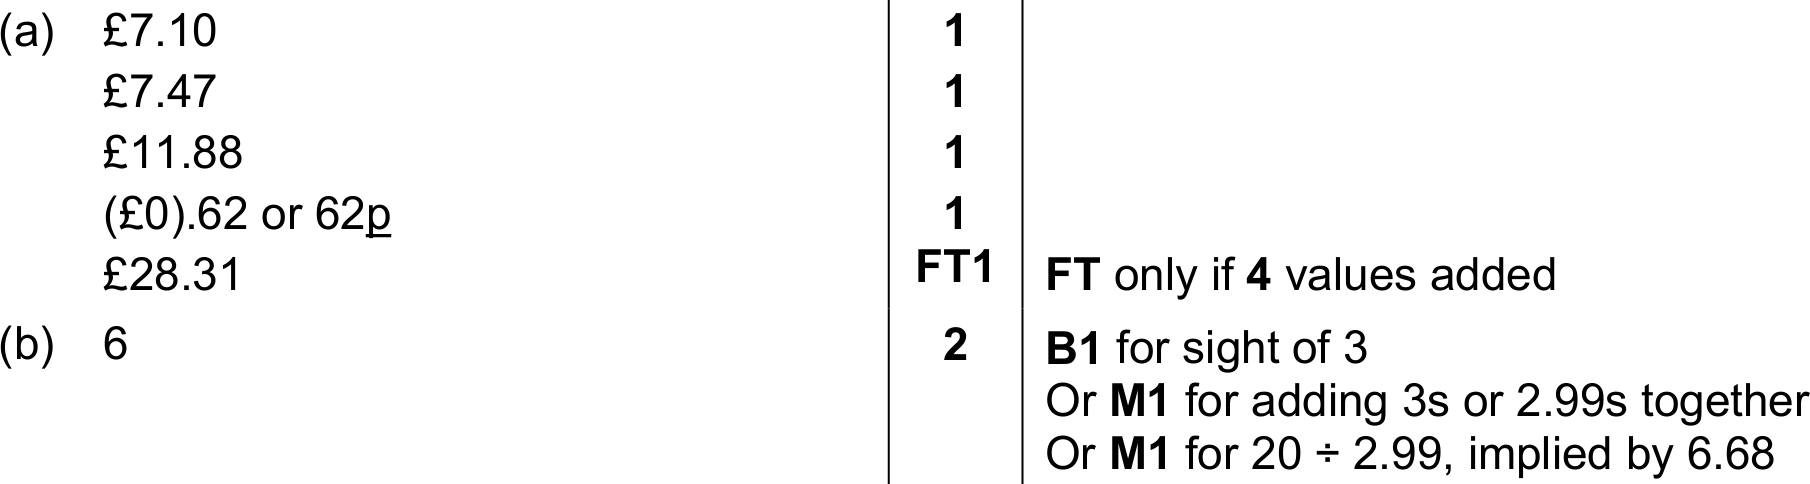 (a) £7.10 1
£7.47 1
£11.88 1
(£0).62 or 62p 1
£28.31 FT1 FT only if 4 values added
(b) 6 2 B1 for sight of 3
Or M1 for adding 3s or 2.99s together
Or M1 for 20 ÷ 2.99, implied by 6.68